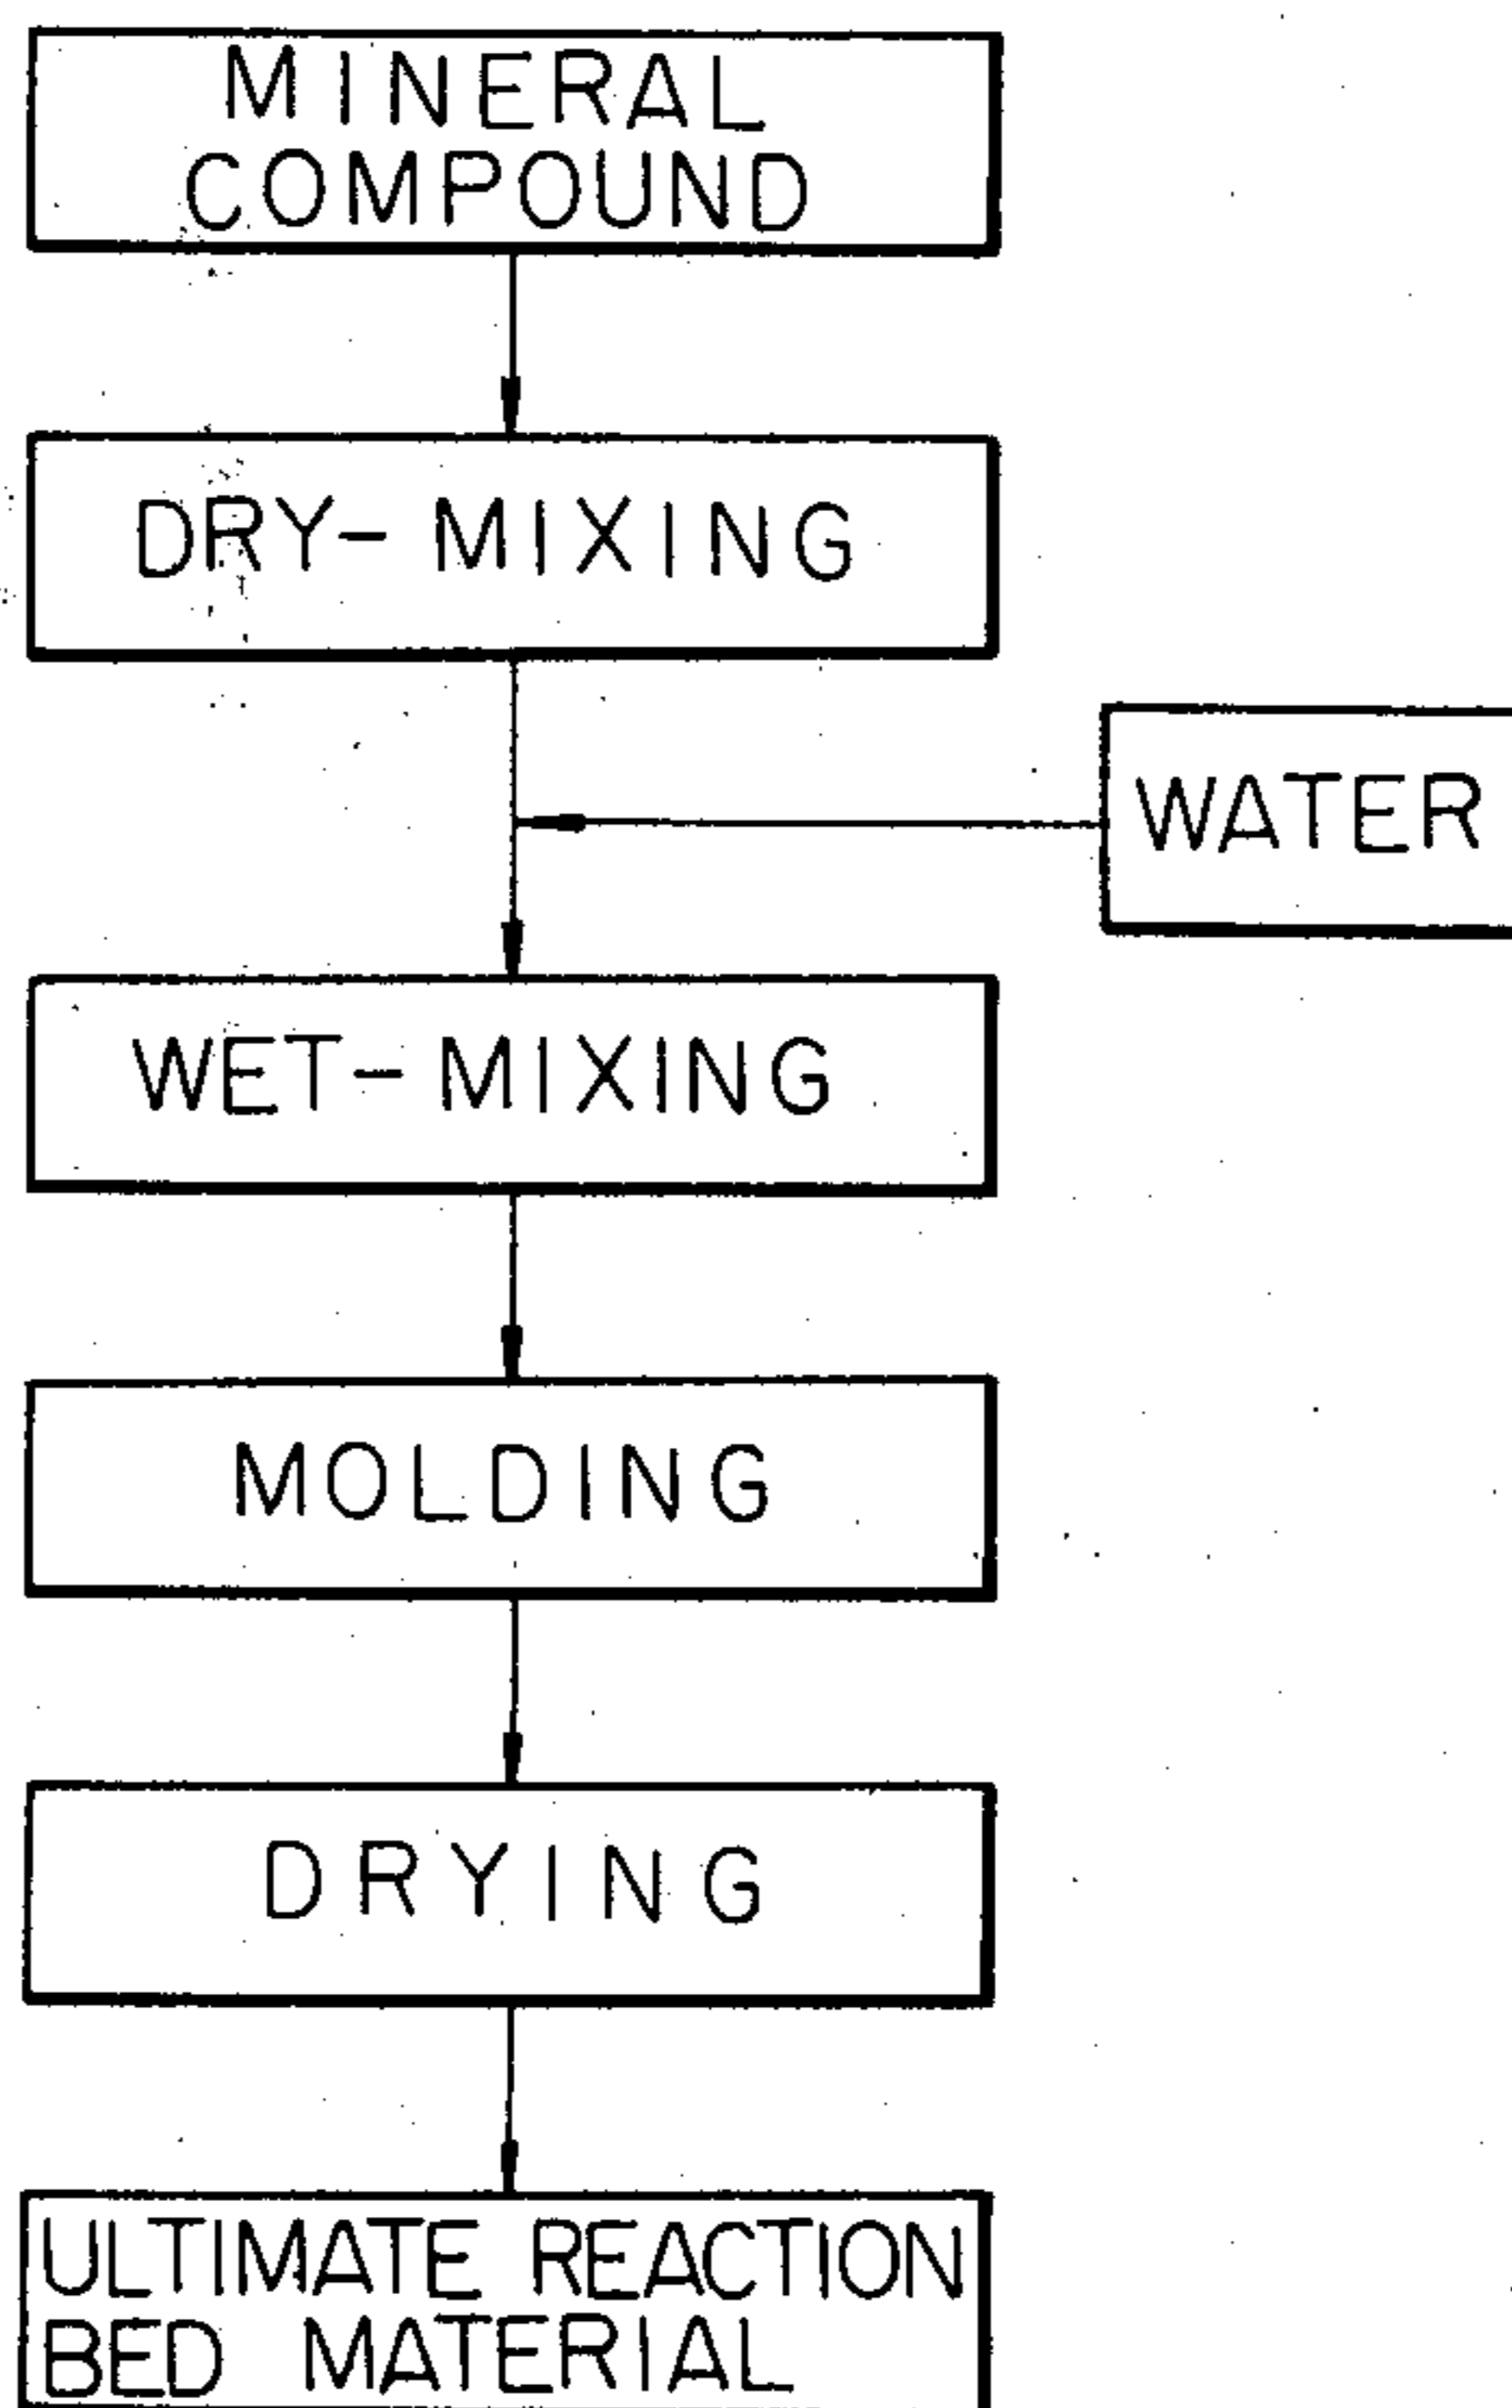 MINERAL
COMPOUND
DRY-MIXING
WATER
WET-MIXING
MOLDING
DRYING
ULTIMATE REACTION
BED MATERIAL